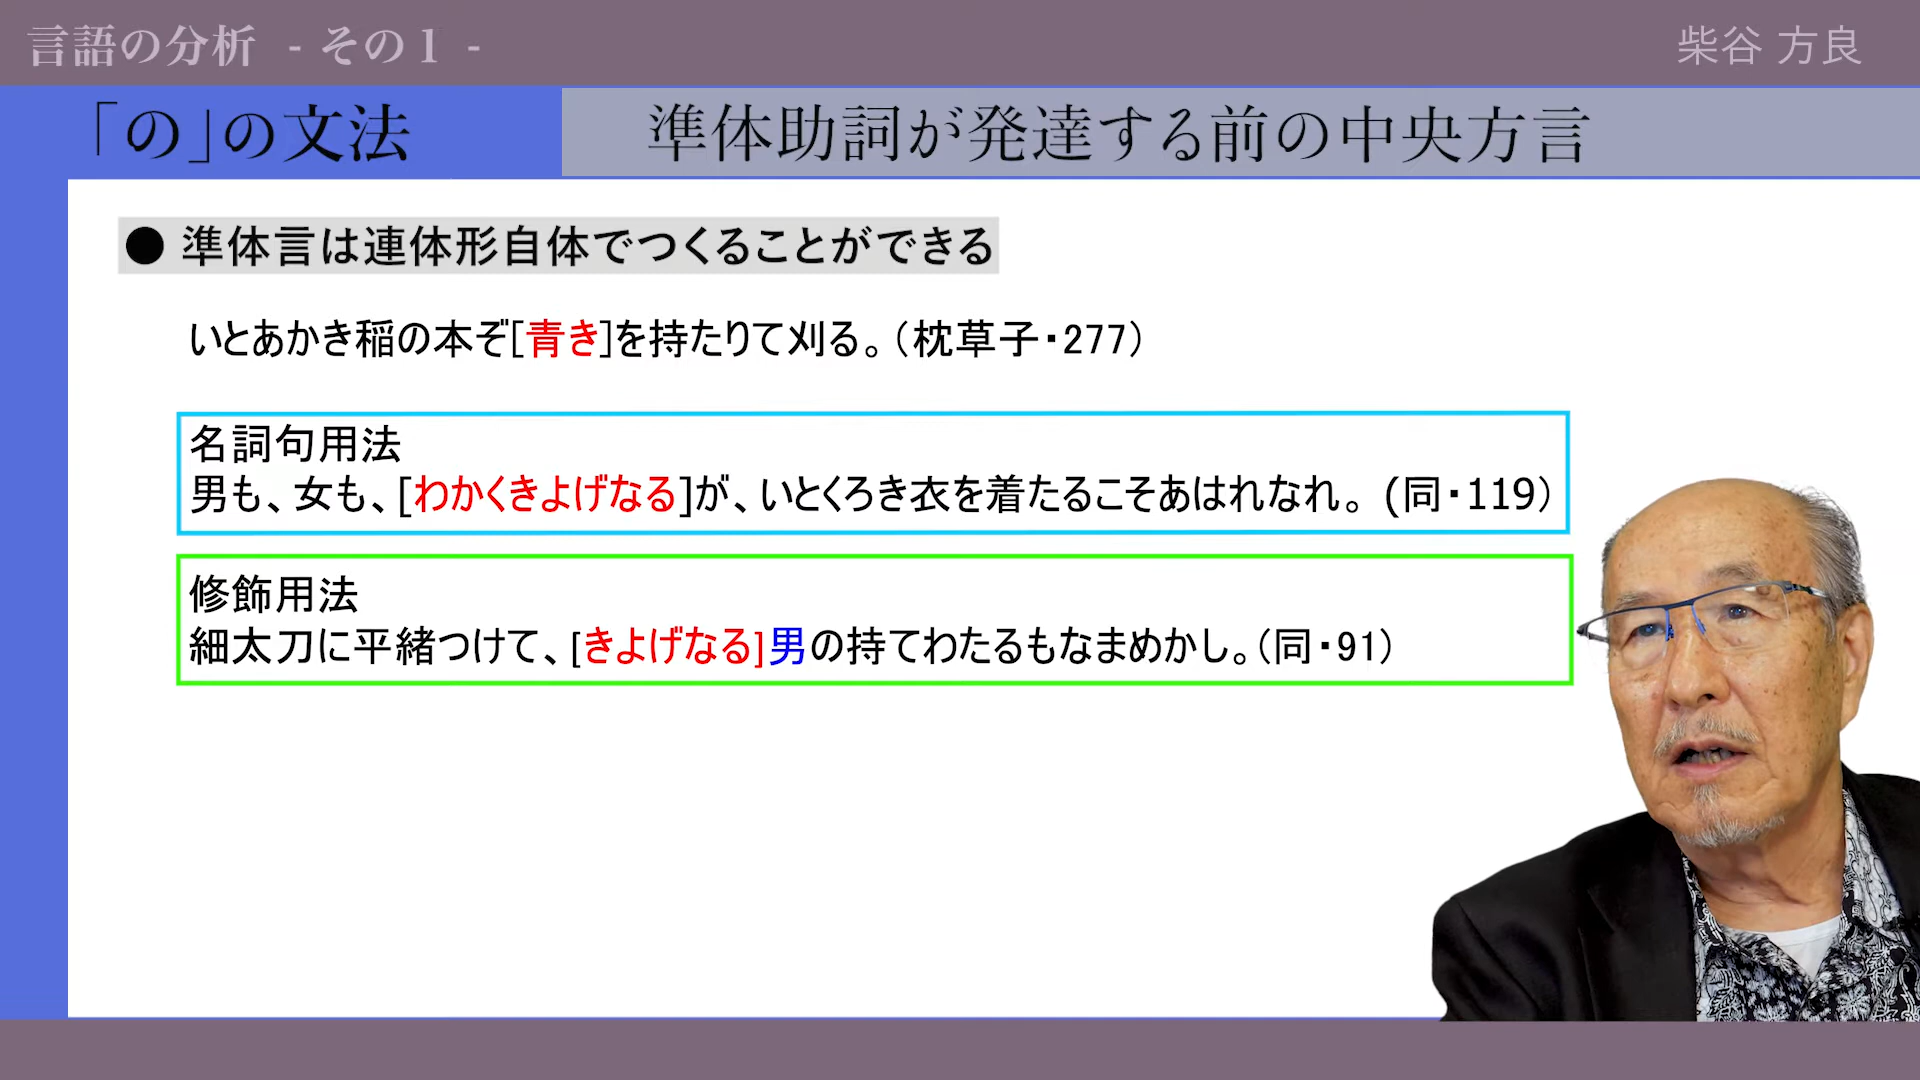 言語の分析 - その１ -
柴谷 方良
「の」の文法
準体助詞が発達する前の中央方言
● 準体言は連体形自体でつくることができる
いとあかき稲の本ぞ[青き]を持たりて刈る。（枕草子・277）
名詞句用法
男も、女も、[わかくきよげなる]が、いとくろき衣を着たるこそあはれなれ。 (同・119）
修飾用法
細太刀に平緒つけて、[きよげなる]男の持てわたるもなまめかし。（同・91）